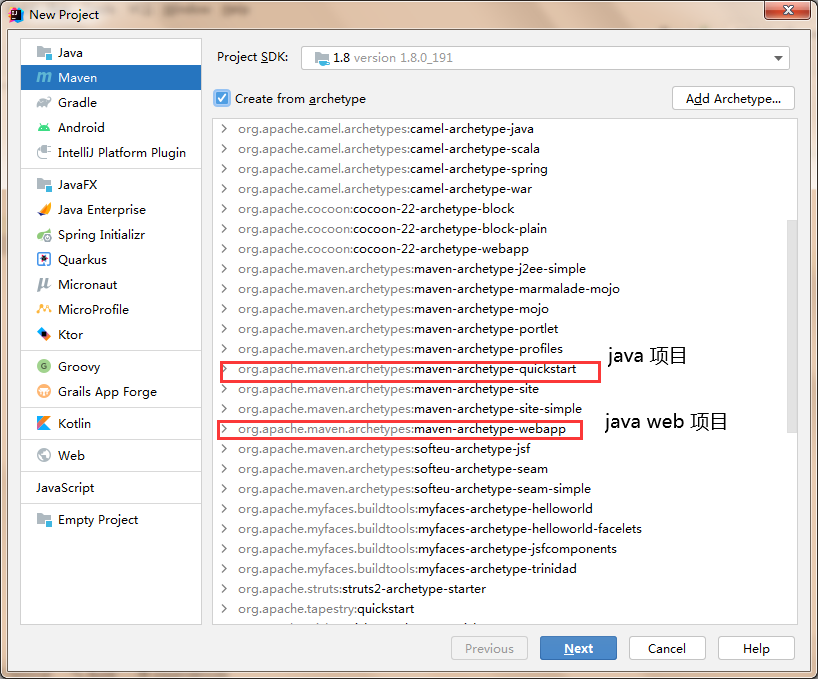 New Project
Java
Maven
Gradle
Android
IntelliJ Platform Plugin
JavaFX
Java Enterprise
Spring Initializr
Quarkus
Micronaut
MicroProfile
Ktor
Groovy
Grails App Forge
Kotlin
Web
JavaScript
Empty Project
Project SDK: 1.8 version 1.8.0_191
Create from archetype
Add Archetype...
org.apache.camel.archetypes:camel-archetype-java
org.apache.camel.archetypes:camel-archetype-scala
org.apache.camel.archetypes:camel-archetype-spring
org.apache.camel.archetypes:camel-archetype-war
org.apache.cocoon:cocoon-22-archetype-block
org.apache.cocoon:cocoon-22-archetype-block-plain
org.apache.cocoon:cocoon-22-archetype-webapp
org.apache.maven.archetypes:maven-archetype-j2ee-simple
org.apache.maven.archetypes:maven-archetype-marmalade-mojo
org.apache.maven.archetypes:maven-archetype-mojo
org.apache.maven.archetypes:maven-archetype-portlet
org.apache.maven.archetypes:maven-archetype-profiles
org.apache.maven.archetypes:maven-archetype-quickstart
java 项目
org.apache.maven.archetypes:maven-archetype-site
org.apache.maven.archetypes:maven-archetype-site-simple
org.apache.maven.archetypes:maven-archetype-webapp
java web 项目
org.apache.maven.archetypes:softeu-archetype-jsf
org.apache.maven.archetypes:softeu-archetype-seam
org.apache.maven.archetypes:softeu-archetype-seam-simple
org.apache.myfaces.buildtools:myfaces-archetype-helloworld
org.apache.myfaces.buildtools:myfaces-archetype-helloworld-facelets
org.apache.myfaces.buildtools:myfaces-archetype-jsfcomponents
org.apache.myfaces.buildtools:myfaces-archetype-trinidad
org.apache.struts:struts2-archetype-starter
org.apache.tapestry:quickstart
Previous
Next
Cancel
Help